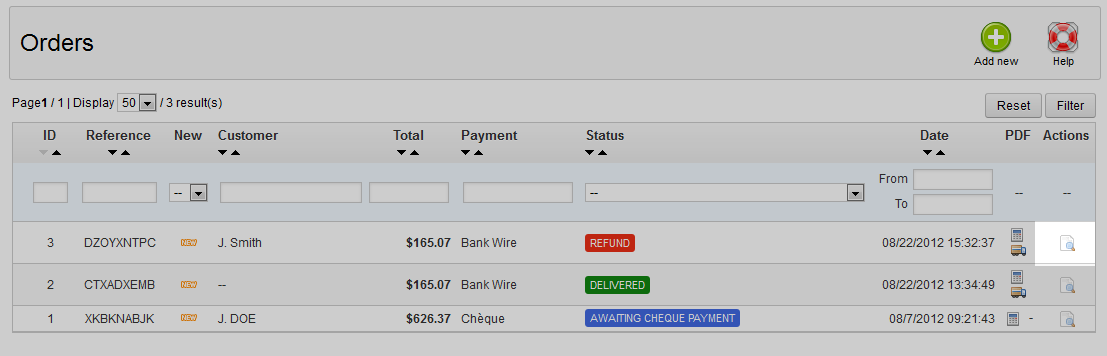 Orders
Add new
Help
Page1 / 1 | Display 50 / 3 result(s)
Reset Filter
ID Reference New Customer Total Payment Status Date PDF Actions
-- -- From -- --
To
3 DZOYXNTPC NEW J. Smith $165.07 Bank Wire REFUND 08/22/2012 15:32:37
2 CTXADXEMB NEW -- $165.07 Bank Wire DELIVERED 08/22/2012 13:34:49
1 XKBKNABJK NEW J. DOE $626.37 Chèque AWAITING CHEQUE PAYMENT 08/7/2012 09:21:43 -